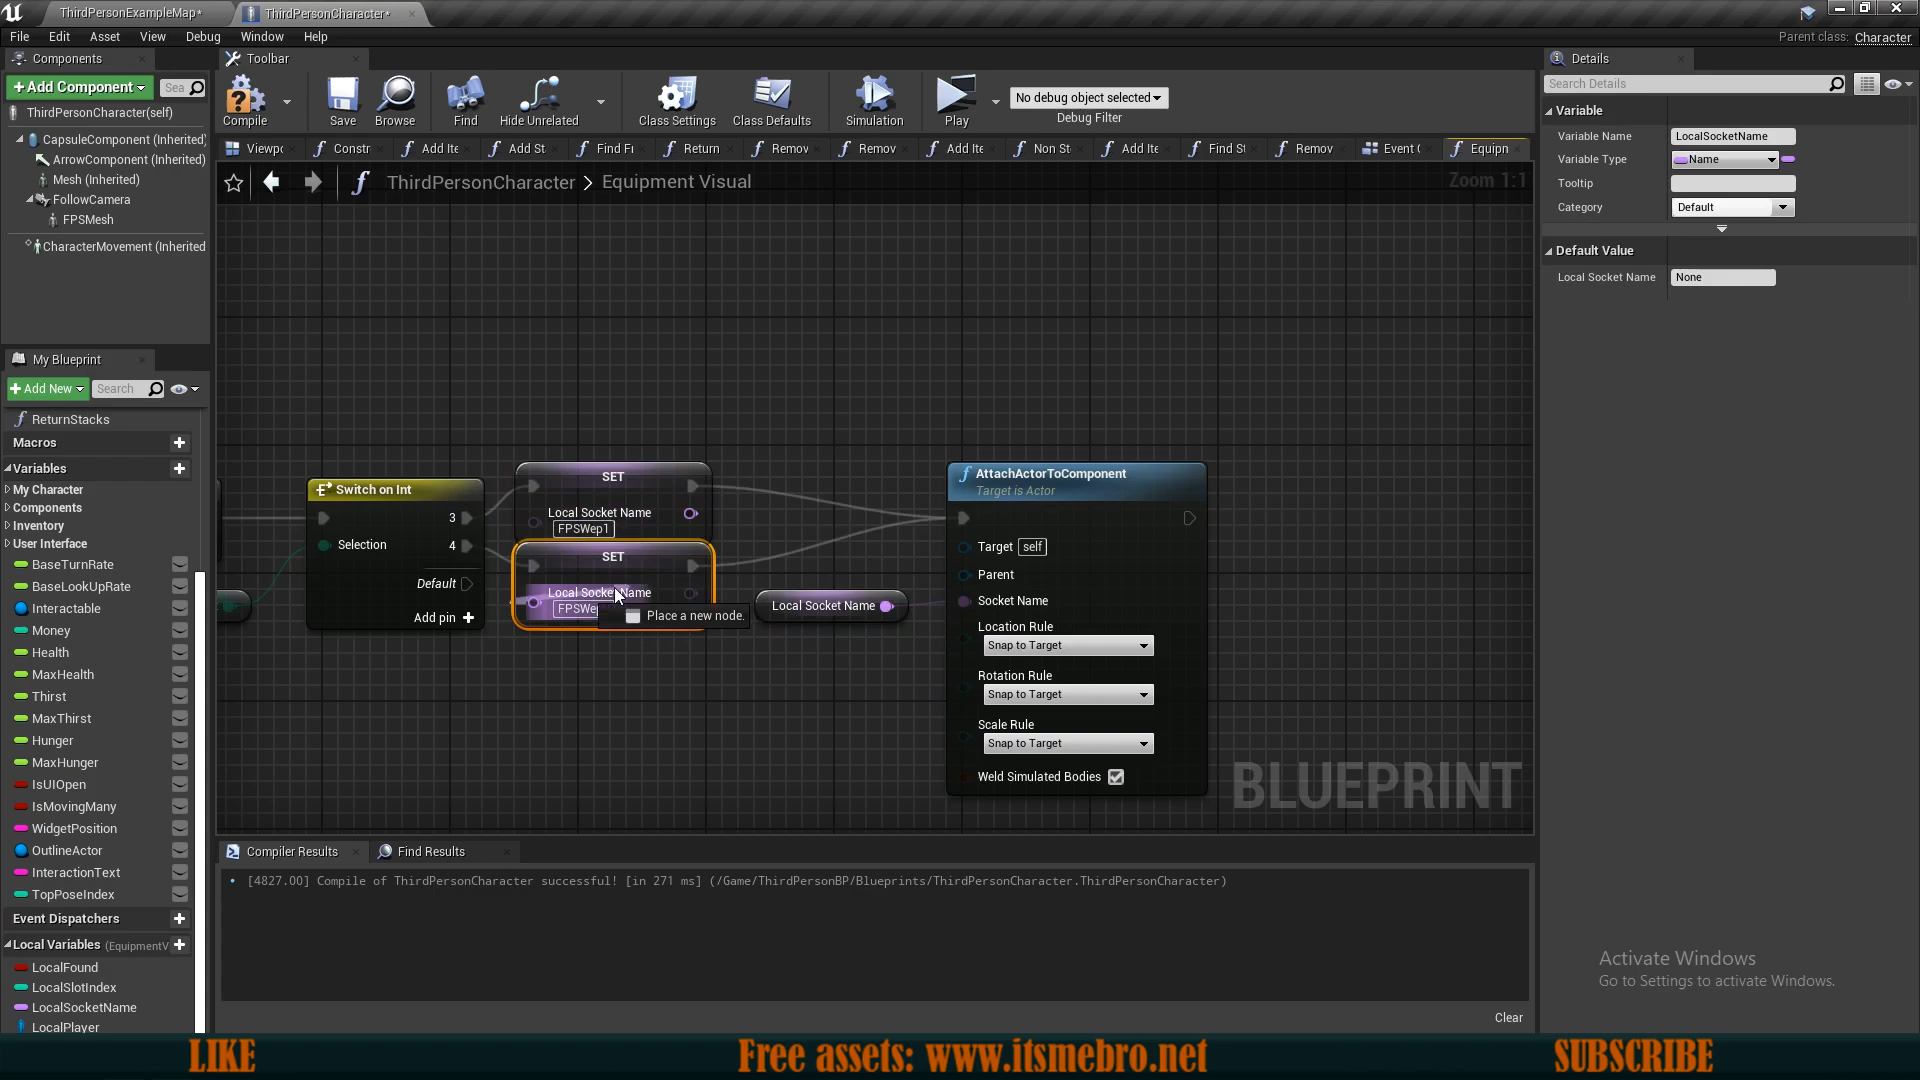 ThirdPersonExampleMap*
ThirdPersonCharacter*
File Edit Asset View Debug Window Help
Parent class: Character
Components
Toolbar
Details
+Add Component
Sea
Search Details
ThirdPersonCharacter(self)
CapsuleComponent (Inherited)
ArrowComponent (Inherited)
Mesh (Inherited)
FollowCamera
FPSMesh
CharacterMovement (Inherited
Compile
Save
Browse
Find
Hide Unrelated
Class Settings
Class Defaults
Simulation
Play
No debug object selected
Debug Filter
Variable
Variable Name LocalSocketName
Variable Type Name
Tooltip
Category Default
Default Value
Local Socket Name None
Viewpo
Constr
Add Ite
Add St
Find Fi
Return
Remov
Remov
Add Ite
Non St
Add Ite
Find St
Remov
Event G
Equipn
ThirdPersonCharacter > Equipment Visual
Zoom 1:1
My Blueprint
+Add New
Search
ReturnStacks
Macros
Variables
My Character
Components
Inventory
User Interface
BaseTurnRate
BaseLookUpRate
Interactable
Money
Health
MaxHealth
Thirst
MaxThirst
Hunger
MaxHunger
IsUIOpen
IsMovingMany
WidgetPosition
OutlineActor
InteractionText
TopPoseIndex
Event Dispatchers
Local Variables (EquipmentV
LocalFound
LocalSlotIndex
LocalSocketName
LocalPlayer
Switch on Int
3
Selection
4
Default
Add pin
SET
Local Socket Name
FPSWep1
SET
Local Socket Name
FPSWe
Place a new node.
Local Socket Name
AttachActorToComponent
Target is Actor
Target self
Parent
Socket Name
Location Rule
Snap to Target
Rotation Rule
Snap to Target
Scale Rule
Snap to Target
Weld Simulated Bodies
BLUEPRINT
Compiler Results
Find Results
[4827.00] Compile of ThirdPersonCharacter successful! [in 271 ms] (/Game/ThirdPersonBP/Blueprints/ThirdPersonCharacter.ThirdPersonCharacter)
Clear
Activate Windows
Go to Settings to activate Windows.
LIKE
Free assets: www.itsmebro.net
SUBSCRIBE